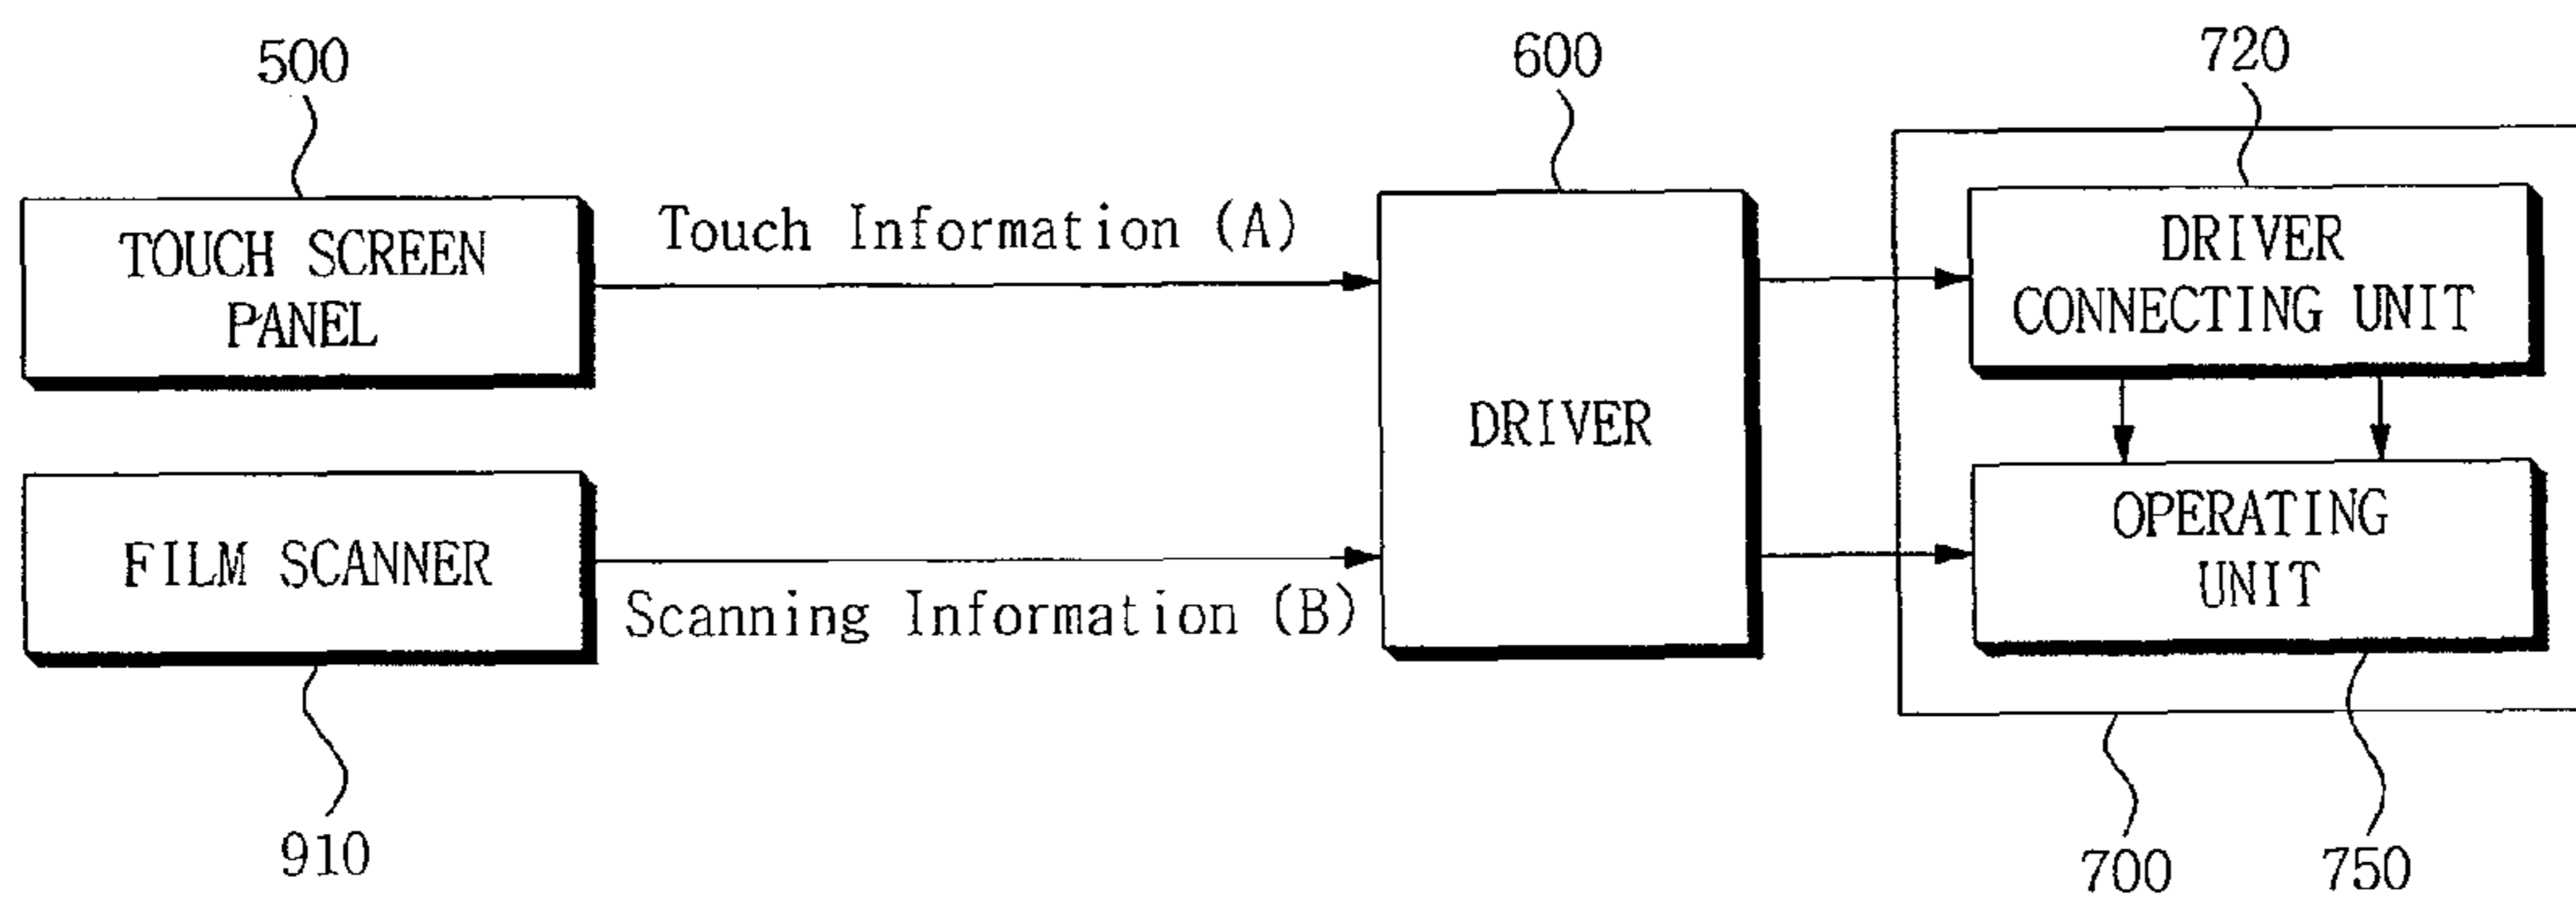 500
600
720
TOUCH SCREEN
PANEL
Touch Information (A)
DRIVER
DRIVER
CONNECTING UNIT
FILM SCANNER
Scanning Information (B)
OPERATING
UNIT
910
700
750